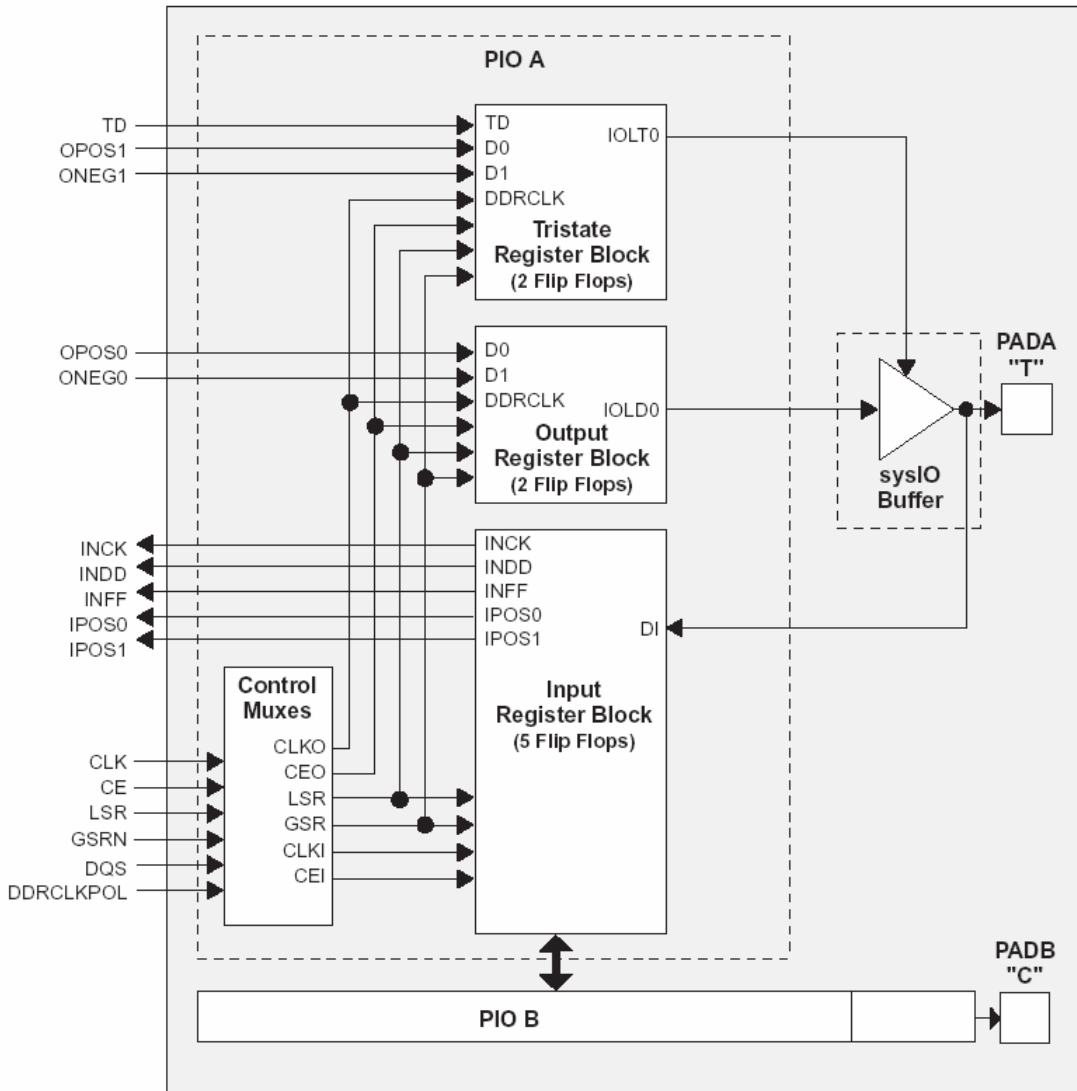 PIO A
TD
OPOS1
ONEG1
TD
D0
D1
DDRCLK
IOLT0
Tristate
Register Block
(2 Flip Flops)
OPOS0
ONEG0
D0
D1
DDRCLK
IOLD0
Output
Register Block
(2 Flip Flops)
sysIO
Buffer
PADA
"T"
INCK
INDD
INFF
IPOS0
IPOS1
INCK
INDD
INFF
IPOS0
IPOS1
DI
Input
Register Block
(5 Flip Flops)
Control
Muxes
CLK
CE
LSR
GSRN
DQS
DDRCLKPOL
CLKO
CEO
LSR
GSR
CLKI
CEI
PADB
"C"
PIO B